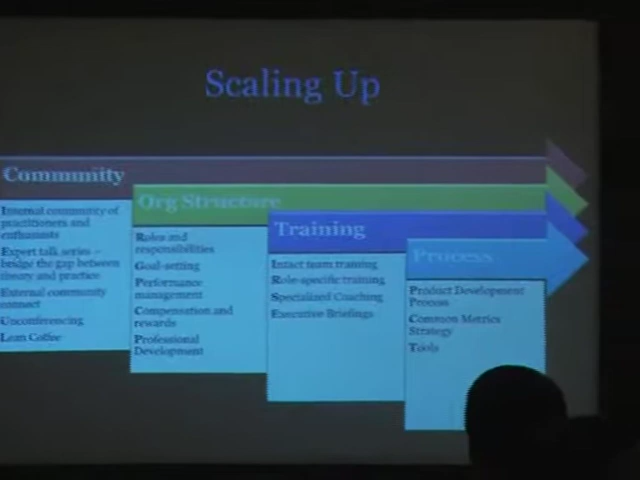 Scaling Up
Community
Internal community of
practitioners and
enthusiasts
Expert talk series –
bridge the gap between
theory and practice
External community
connect
Unconferencing
Lean Coffee
Org Structure
Roles and
responsibilities
Goal-setting
Performance
management
Compensation and
rewards
Professional
Development
Training
Intact team training
Role-specific training
Specialized Coaching
Executive Briefings
Process
Product Development
Process
Common Metrics
Strategy
Tools